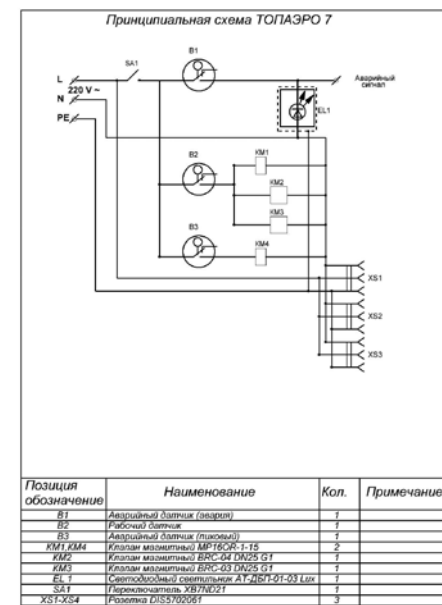 Принципиальная схема ТОПАЭРО 7
B1
SA1
L
220 V ~
N
PE
Аварийный сигнал
EL1
B2
KM1
KM2
KM3
B3
KM4
XS1
XS2
XS3
Позиция обозначение Наименование Кол. Примечание
B1 Аварийный датчик (авария) 1
B2 Рабочий датчик 1
B3 Аварийный датчик (пиковый) 1
KM1,KM4 Клапан магнитный MP16OR-1-15 2
KM2 Клапан магнитный BRC-04 DN25 G1 1
KM3 Клапан магнитный BRC-03 DN25 G1 1
EL 1 Светодиодный светильник АТ-ДБП-01-03 Lux 1
SA1 Переключатель XB7ND21 1
XS1-XS4 Розетка DIS5702061 3